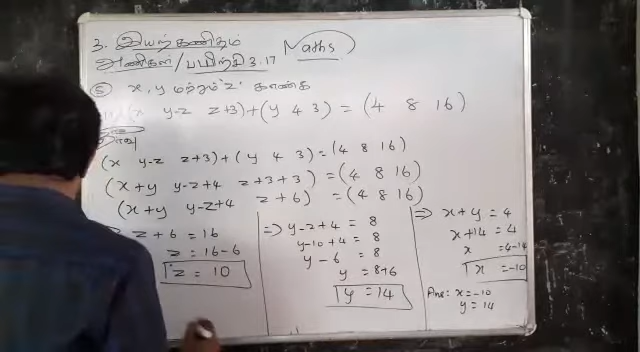 3. இயற்கணிதம் Maths
அணிகள்/பயிற்சி 3.17
⑤ x, y மற்றும் z காண்க
(x y-z z+3)+(y 4 3) = (4 8 16)
தீர்வு
(x y-z z+3)+(y 4 3)=(4 8 16)
(x+y y-z+4 z+3+3) =(4 8 16)
(x+y y-z+4 z+6) =(4 8 16)
z+6 =16
z =16-6
z = 10
=> y-z+4 = 8
y-10+4 = 8
y-6 = 8
y =8+6
y =14
=> x+y = 4
x+14 = 4
x =4-14
x =-10
Ans: x=-10
y = 14